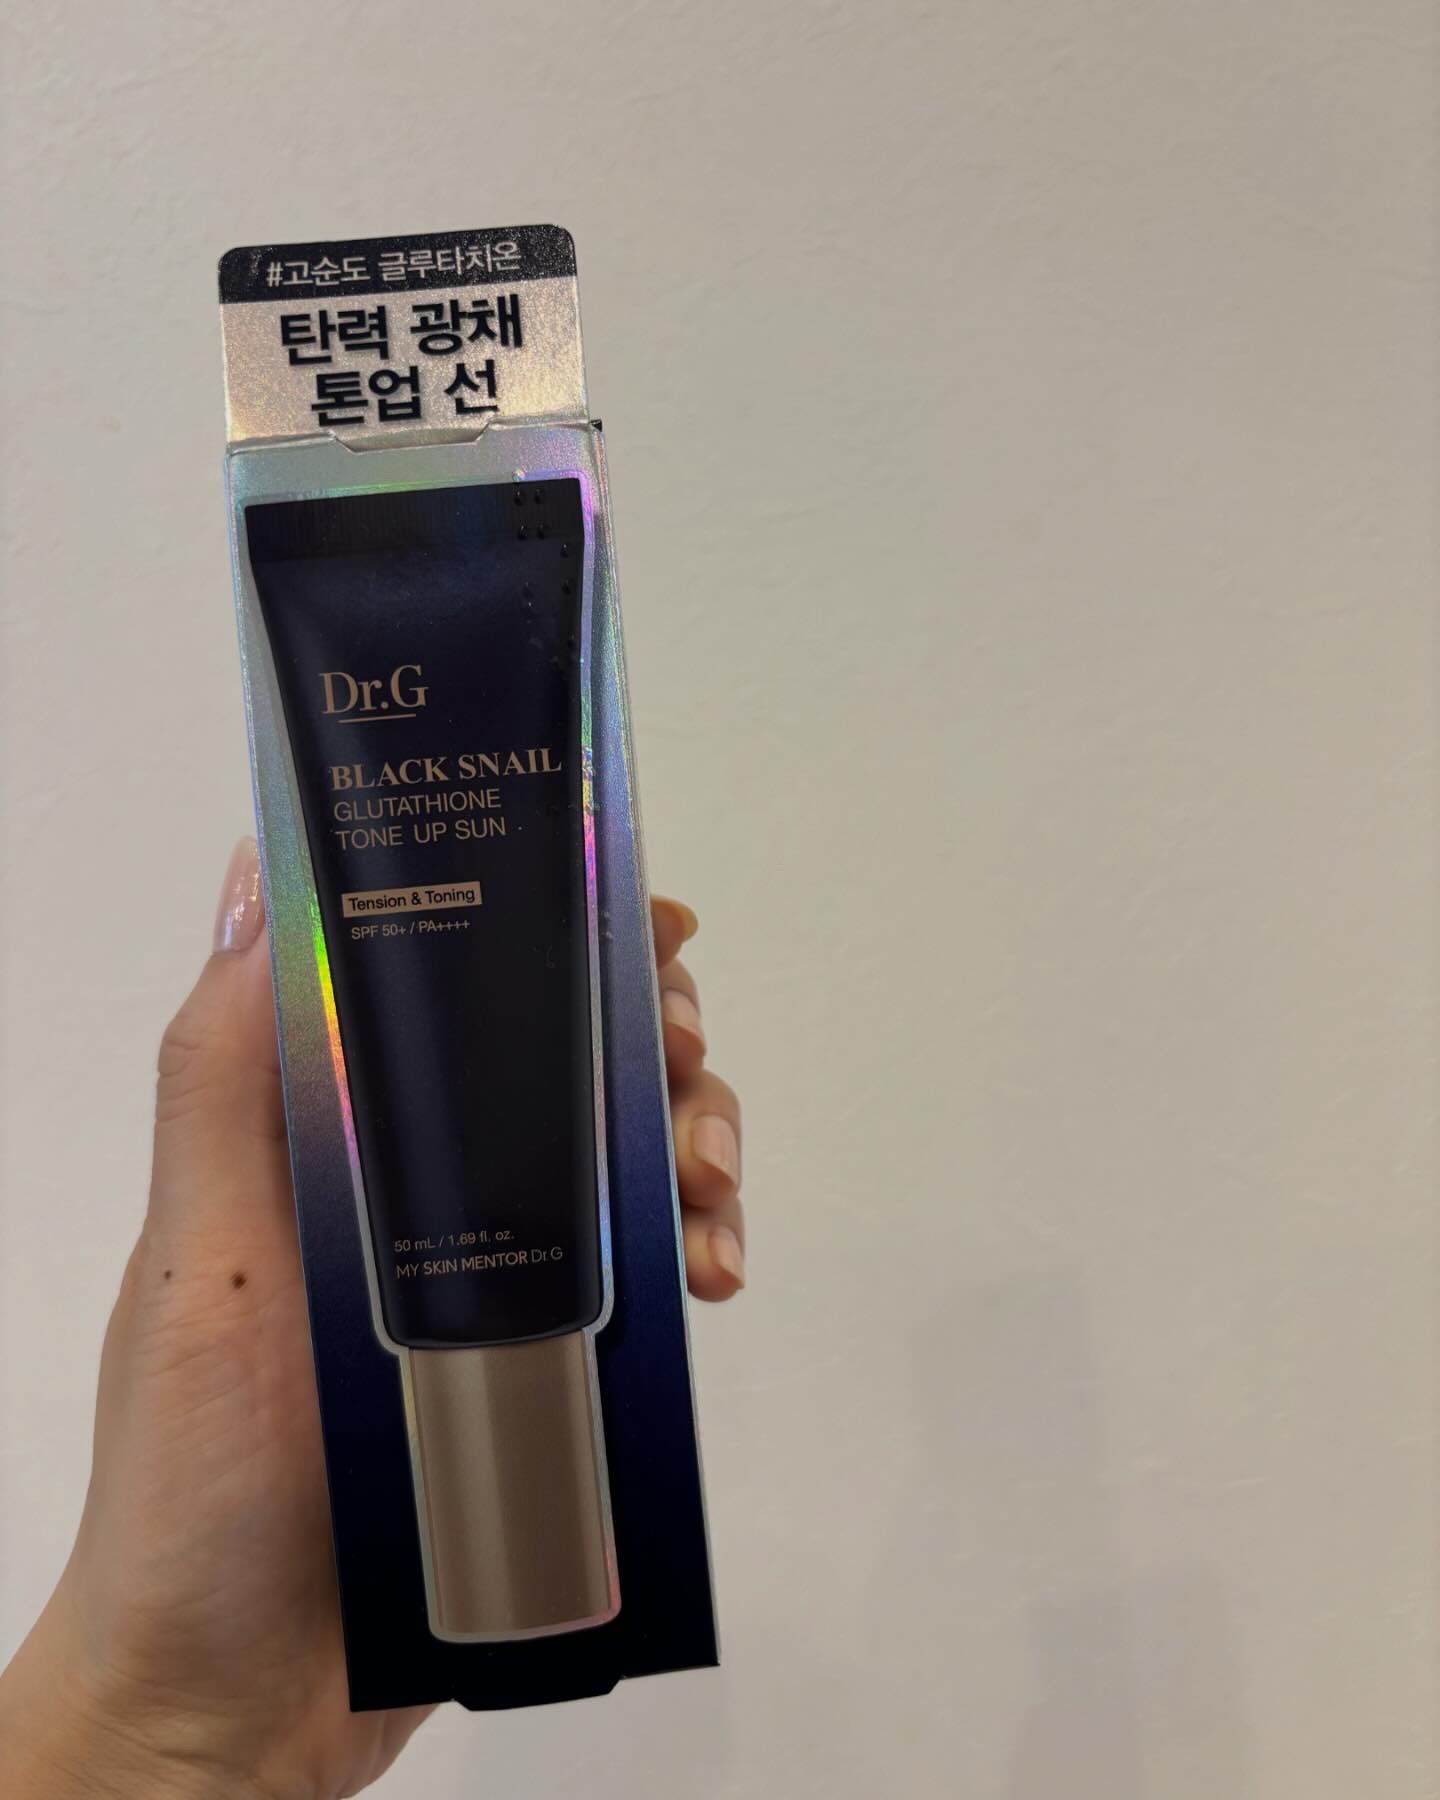 #고순도 글루타치온
탄력 광채
톤업 선
Dr.G
BLACK SNAIL
GLUTATHIONE
TONE UP SUN
Tension & Toning
SPF 50+ / PA++++
50 mL / 1.69 fl. oz.
MY SKIN MENTOR Dr G